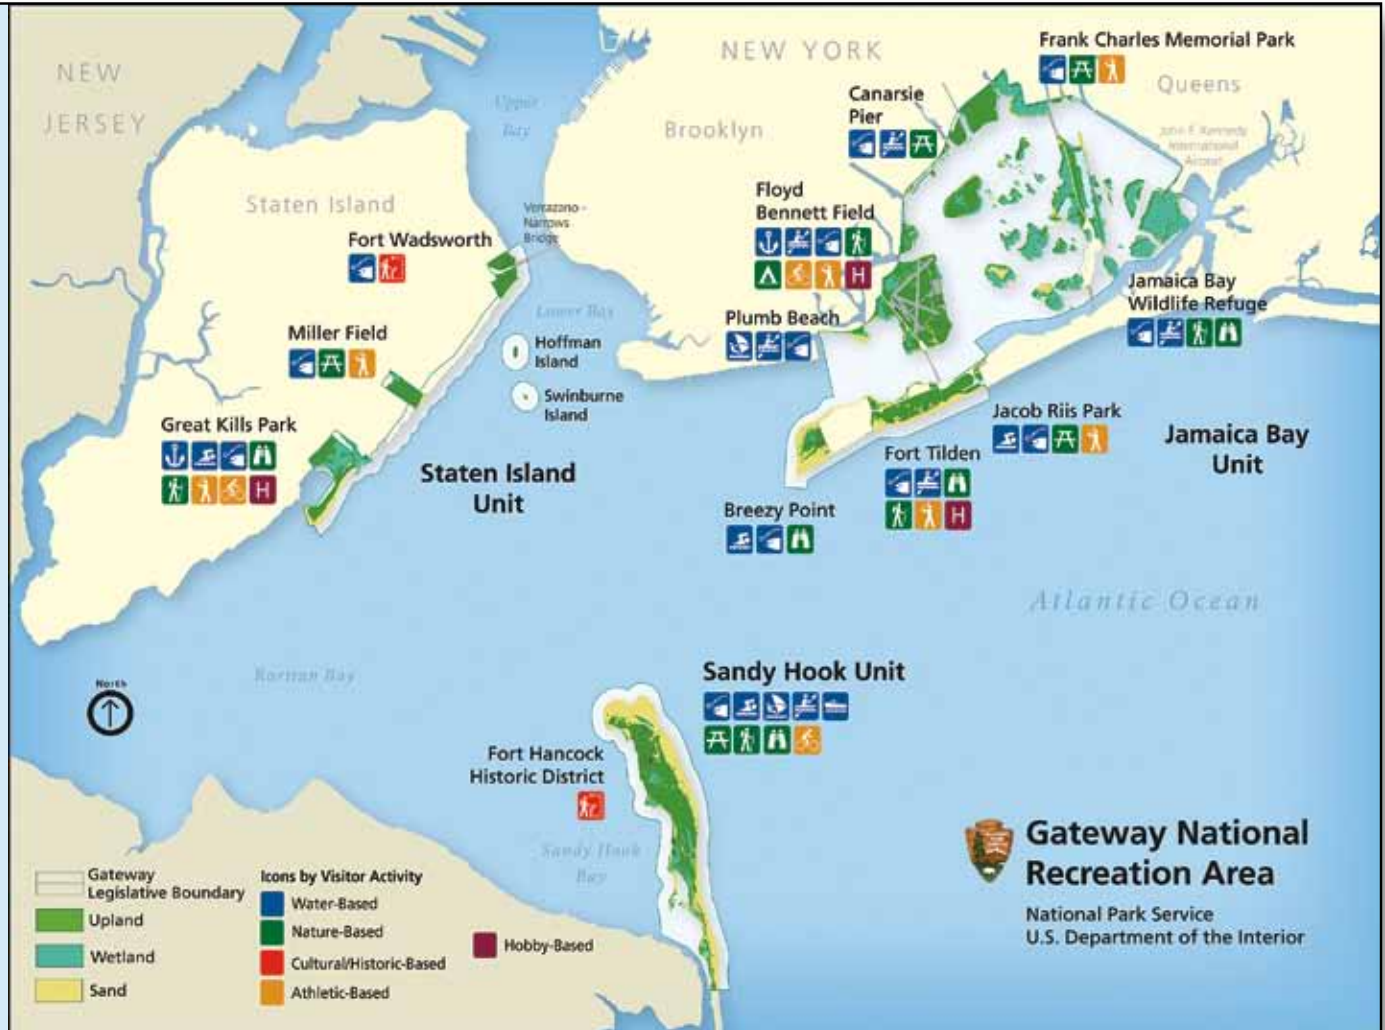 NEW
JERSEY
Upper
Bay
NEW YORK
Frank Charles Memorial Park
Queens
Canarsie
Pier
Brooklyn
John F. Kennedy
International
Airport
Staten Island
Verrazano -
Narrows
Bridge
Floyd
Bennett Field
H
Fort Wadsworth
Lower Bay
Jamaica Bay
Wildlife Refuge
Plumb Beach
Miller Field
Hoffman
Island
Swinburne
Island
Great Kills Park
H
Jacob Riis Park
Jamaica Bay
Unit
Staten Island
Unit
Fort Tilden
H
Breezy Point
Atlantic Ocean
Raritan Bay
North
Sandy Hook Unit
Fort Hancock
Historic District
Sandy Hook
Bay
Gateway National
Recreation Area
National Park Service
U.S. Department of the Interior
Gateway
Legislative Boundary
Upland
Wetland
Sand
Icons by Visitor Activity
Water-Based
Nature-Based
Cultural/Historic-Based
Athletic-Based
Hobby-Based